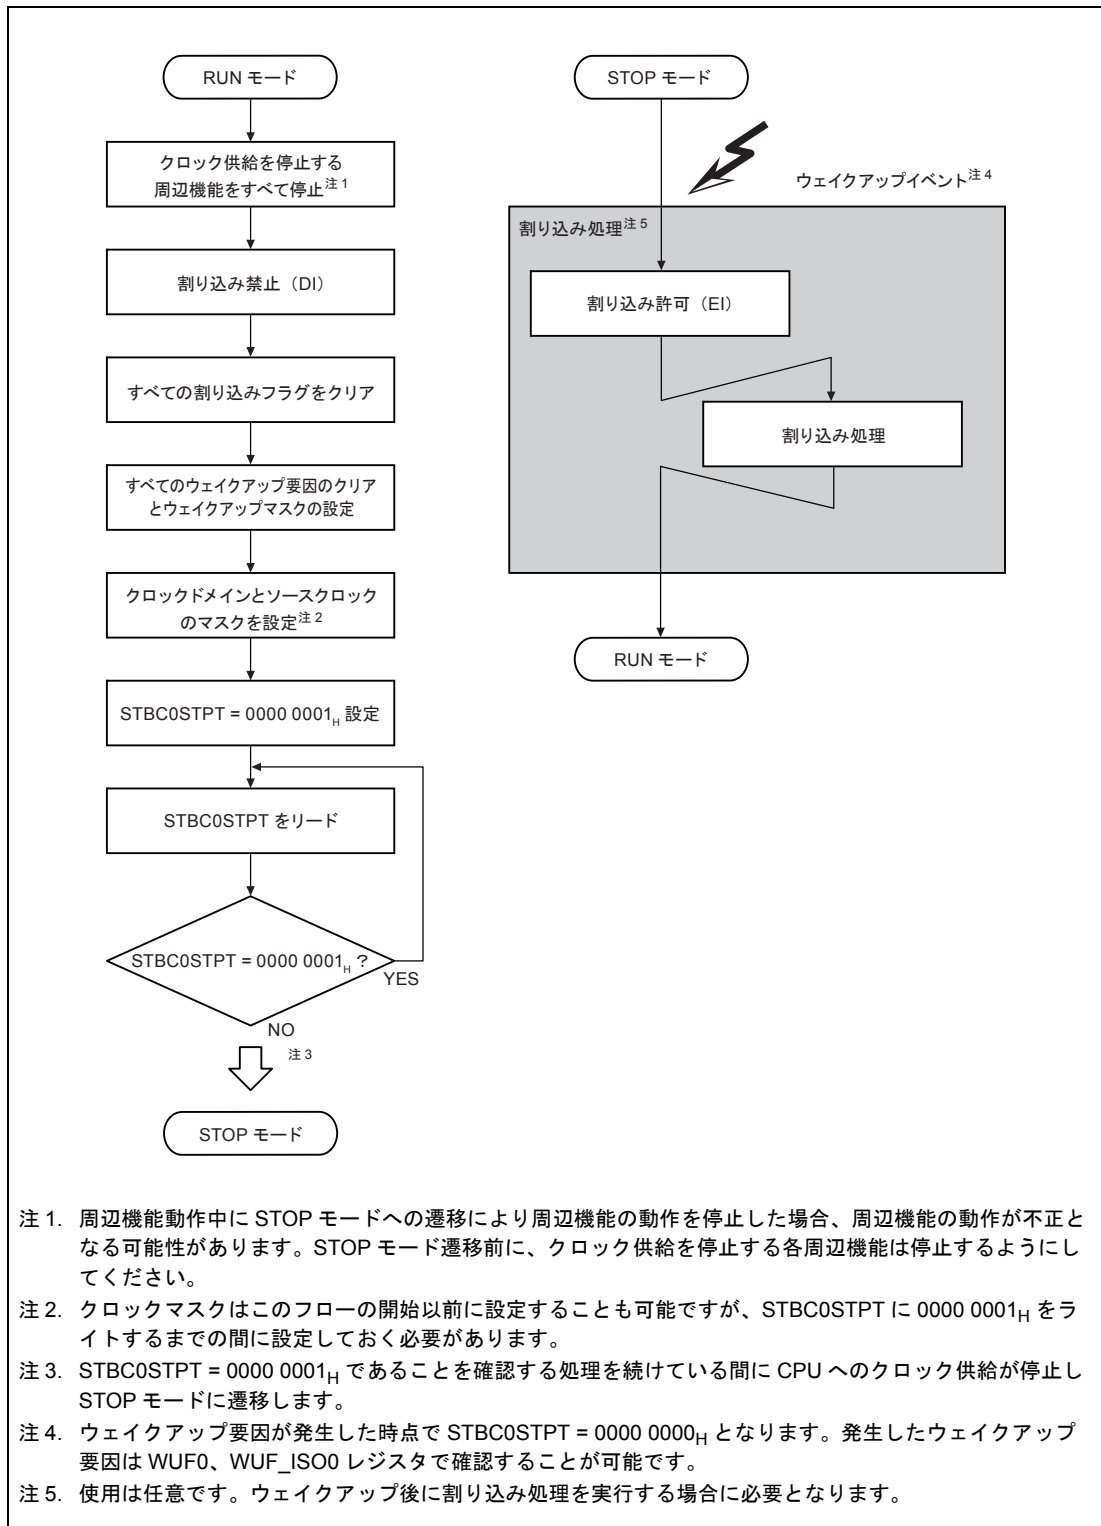 RUN モード
クロック供給を停止する
周辺機能をすべて停止注 1
割り込み禁止（DI）
すべての割り込みフラグをクリア
すべてのウェイクアップ要因のクリア
とウェイクアップマスクの設定
クロックドメインとソースクロック
のマスクを設定注 2
STBC0STPT = 0000 0001H 設定
STBC0STPT をリード
STBC0STPT = 0000 0001H ?
YES
NO
注 3
STOP モード
STOP モード
ウェイクアップイベント注 4
割り込み処理注 5
割り込み許可（EI）
割り込み処理
RUN モード
注 1. 周辺機能動作中に STOP モードへの遷移により周辺機能の動作を停止した場合、周辺機能の動作が不正と
なる可能性があります。STOP モード遷移前に、クロック供給を停止する各周辺機能は停止するようにし
てください。
注 2. クロックマスクはこのフローの開始以前に設定することも可能ですが、STBC0STPT に 0000 0001H をラ
イトするまでの間に設定しておく必要があります。
注 3. STBC0STPT = 0000 0001H であることを確認する処理を続けている間に CPU へのクロック供給が停止し
STOP モードに遷移します。
注 4. ウェイクアップ要因が発生した時点で STBC0STPT = 0000 0000H となります。発生したウェイクアップ
要因は WUF0、WUF_ISO0 レジスタで確認することが可能です。
注 5. 使用は任意です。ウェイクアップ後に割り込み処理を実行する場合に必要となります。